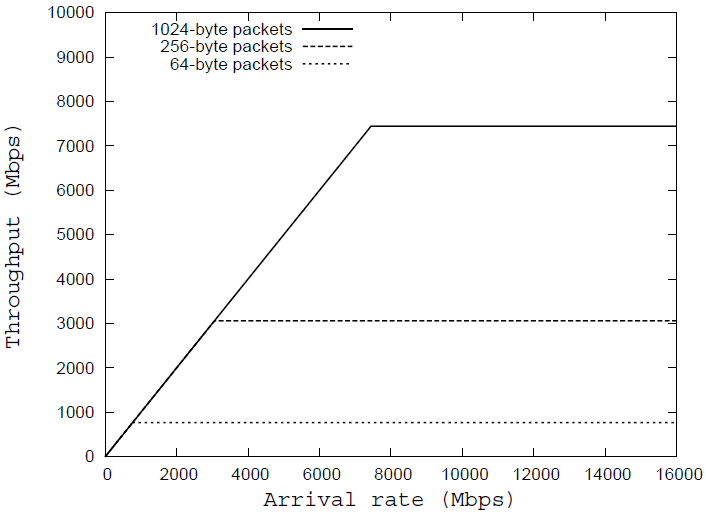 10000
9000
8000
7000
6000
5000
4000
3000
2000
1000
0
Throughput (Mbps)
1024-byte packets
256-byte packets
64-byte packets
0 2000 4000 6000 8000 10000 12000 14000 16000
Arrival rate (Mbps)